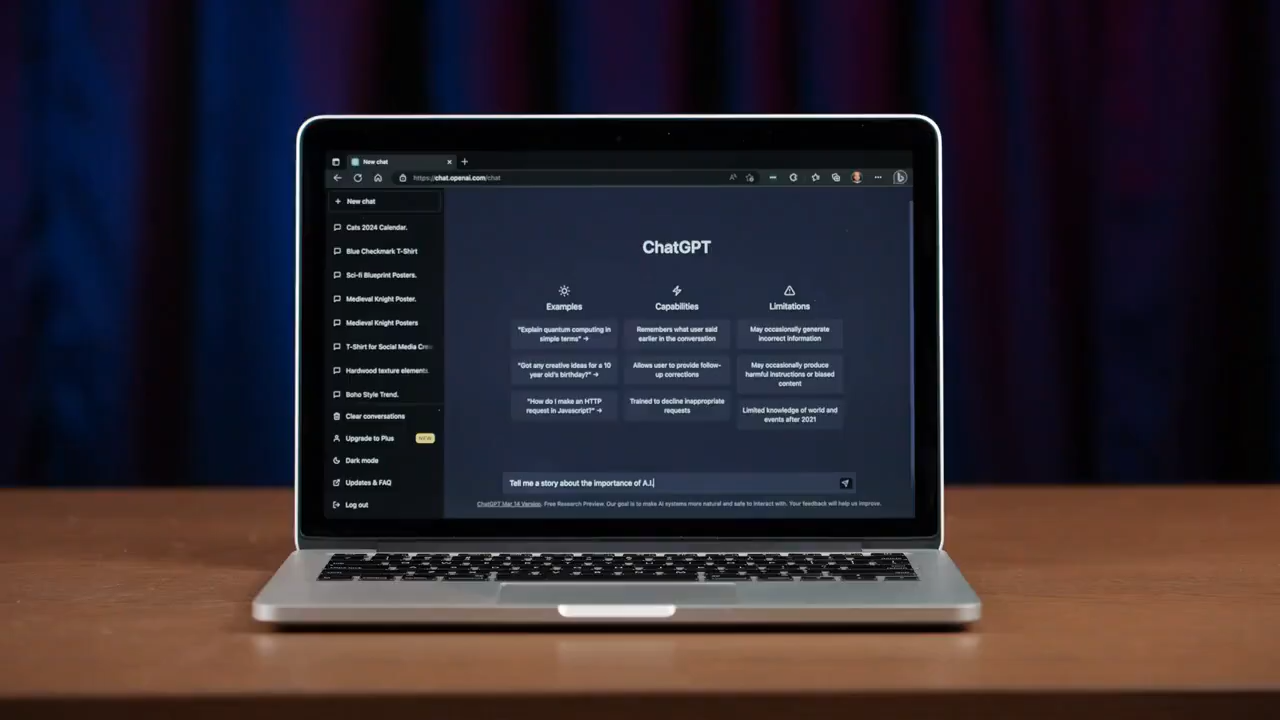 New chat
https://chat.openai.com/chat
New chat
Cats 2024 Calendar.
Blue Checkmark T-Shirt
Sci-fi Blueprint Posters.
Medieval Knight Poster.
Medieval Knight Posters
T-Shirt for Social Media Cre
Hardwood texture elements.
Boho Style Trend.
Clear conversations
Upgrade to Plus
NEW
Dark mode
Updates & FAQ
Log out
ChatGPT
Examples
"Explain quantum computing in
simple terms" →
"Got any creative ideas for a 10
year old's birthday?" →
"How do I make an HTTP
request in Javascript?" →
Capabilities
Remembers what user said
earlier in the conversation
Allows user to provide follow-
up corrections
Trained to decline inappropriate
requests
Limitations
May occasionally generate
incorrect information
May occasionally produce
harmful instructions or biased
content
Limited knowledge of world and
events after 2021
Tell me a story about the importance of A.I.
ChatGPT Mar 14 Version. Free Research Preview. Our goal is to make AI systems more natural and safe to interact with. Your feedback will help us improve.